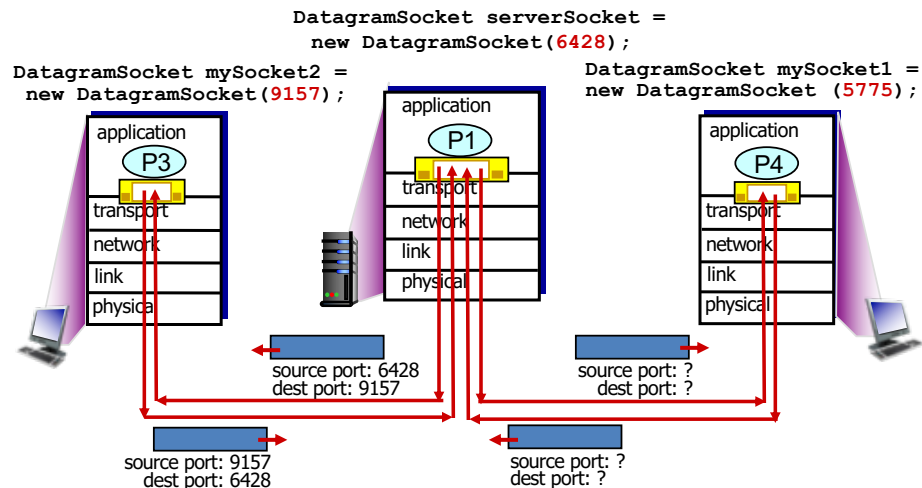 DatagramSocket serverSocket =
new DatagramSocket(6428);
DatagramSocket mySocket2 =
new DatagramSocket(9157);
DatagramSocket mySocket1 =
new DatagramSocket (5775);
application
P3
transport
network
link
physical
application
P1
transport
network
link
physical
application
P4
transport
network
link
physical
source port: 6428
dest port: 9157
source port: ?
dest port: ?
source port: 9157
dest port: 6428
source port: ?
dest port: ?